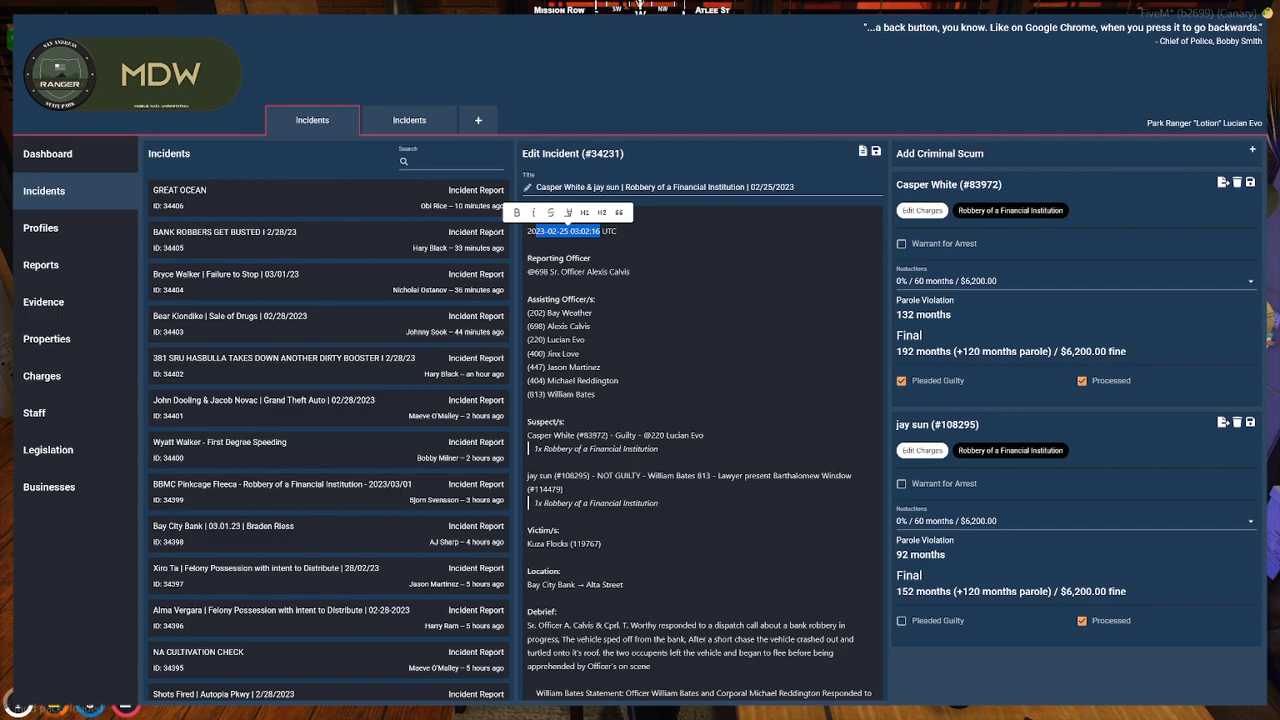 Mission Row
SW
W
NW
Atlee St
FiveM* (b2699) (Canary)
"...a back button, you know. Like on Google Chrome, when you press it to go backwards."
- Chief of Police, Bobby Smith
SAN ANDREAS
RANGER
STATE PARK
MDW
MOBILE DATA WORKSTATION
Incidents
Incidents
+
Park Ranger "Lotion" Lucian Evo
Dashboard
Incidents
Profiles
Reports
Evidence
Properties
Charges
Staff
Legislation
Businesses
Incidents
Search
GREAT OCEAN
Incident Report
ID: 34406
Obi Rice – 10 minutes ago
BANK ROBBERS GET BUSTED I 2/28/23
Incident Report
ID: 34405
Hary Black – 33 minutes ago
Bryce Walker | Failure to Stop | 03/01/23
Incident Report
ID: 34404
Nicholai Ostanov – 36 minutes ago
Bear Klondike | Sale of Drugs | 02/28/2023
Incident Report
ID: 34403
Johnny Sook – 44 minutes ago
381 SRU HASBULLA TAKES DOWN ANOTHER DIRTY BOOSTER I 2/28/23
Incident Report
ID: 34402
Hary Black – an hour ago
John Dooling & Jacob Novac | Grand Theft Auto | 02/28/2023
Incident Report
ID: 34401
Maeve O'Malley – 2 hours ago
Wyatt Walker - First Degree Speeding
Incident Report
ID: 34400
Bobby Milner – 2 hours ago
BBMC Pinkcage Fleeca - Robbery of a Financial Institution - 2023/03/01
Incident Report
ID: 34399
Bjorn Svensson – 3 hours ago
Bay City Bank | 03.01.23 | Braden Riess
Incident Report
ID: 34398
AJ Sharp – 4 hours ago
Xiro Ta | Felony Possession with intent to Distribute | 28/02/23
Incident Report
ID: 34397
Jason Martinez – 5 hours ago
Alma Vergara | Felony Possession with Intent to Distribute | 02-28-2023
Incident Report
ID: 34396
Harry Ram – 5 hours ago
NA CULTIVATION CHECK
Incident Report
ID: 34395
Maeve O'Malley – 5 hours ago
Shots Fired | Autopia Pkwy | 2/28/2023
Incident Report
Edit Incident (#34231)
Title
Casper White & jay sun | Robbery of a Financial Institution | 02/25/2023
B i S H1 H2
2023-02-25 03:02:16 UTC
Reporting Officer
@698 Sr. Officer Alexis Calvis
Assisting Officer/s:
(202) Bay Weather
(698) Alexis Calvis
(220) Lucian Evo
(400) Jinx Love
(447) Jason Martinez
(404) Michael Reddington
(813) William Bates
Suspect/s:
Casper White (#83972) - Guilty - @220 Lucian Evo
1x Robbery of a Financial Institution
jay sun (#108295) - NOT GUILTY - William Bates 813 - Lawyer present Bartholomew Winslow
(#114479)
1x Robbery of a Financial Institution
Victim/s:
Kuza Flocks (119767)
Location:
Bay City Bank → Alta Street
Debrief:
Sr. Officer A. Calvis & Cprl. T. Worthy responded to a dispatch call about a bank robbery in
progress, The vehicle sped off from the bank, After a short chase the vehicle crashed out and
turtled onto it's roof. the two occupents left the vehicle and began to flee before being
apprehended by Officer's on scene
William Bates Statement: Officer William Bates and Corporal Michael Reddington Responded to
Add Criminal Scum
+
Casper White (#83972)
Edit Charges
Robbery of a Financial Institution
Warrant for Arrest
Reductions
0% / 60 months / $6,200.00
Parole Violation
132 months
Final
192 months (+120 months parole) / $6,200.00 fine
Pleaded Guilty
Processed
jay sun (#108295)
Edit Charges
Robbery of a Financial Institution
Warrant for Arrest
Reductions
0% / 60 months / $6,200.00
Parole Violation
92 months
Final
152 months (+120 months parole) / $6,200.00 fine
Pleaded Guilty
Processed